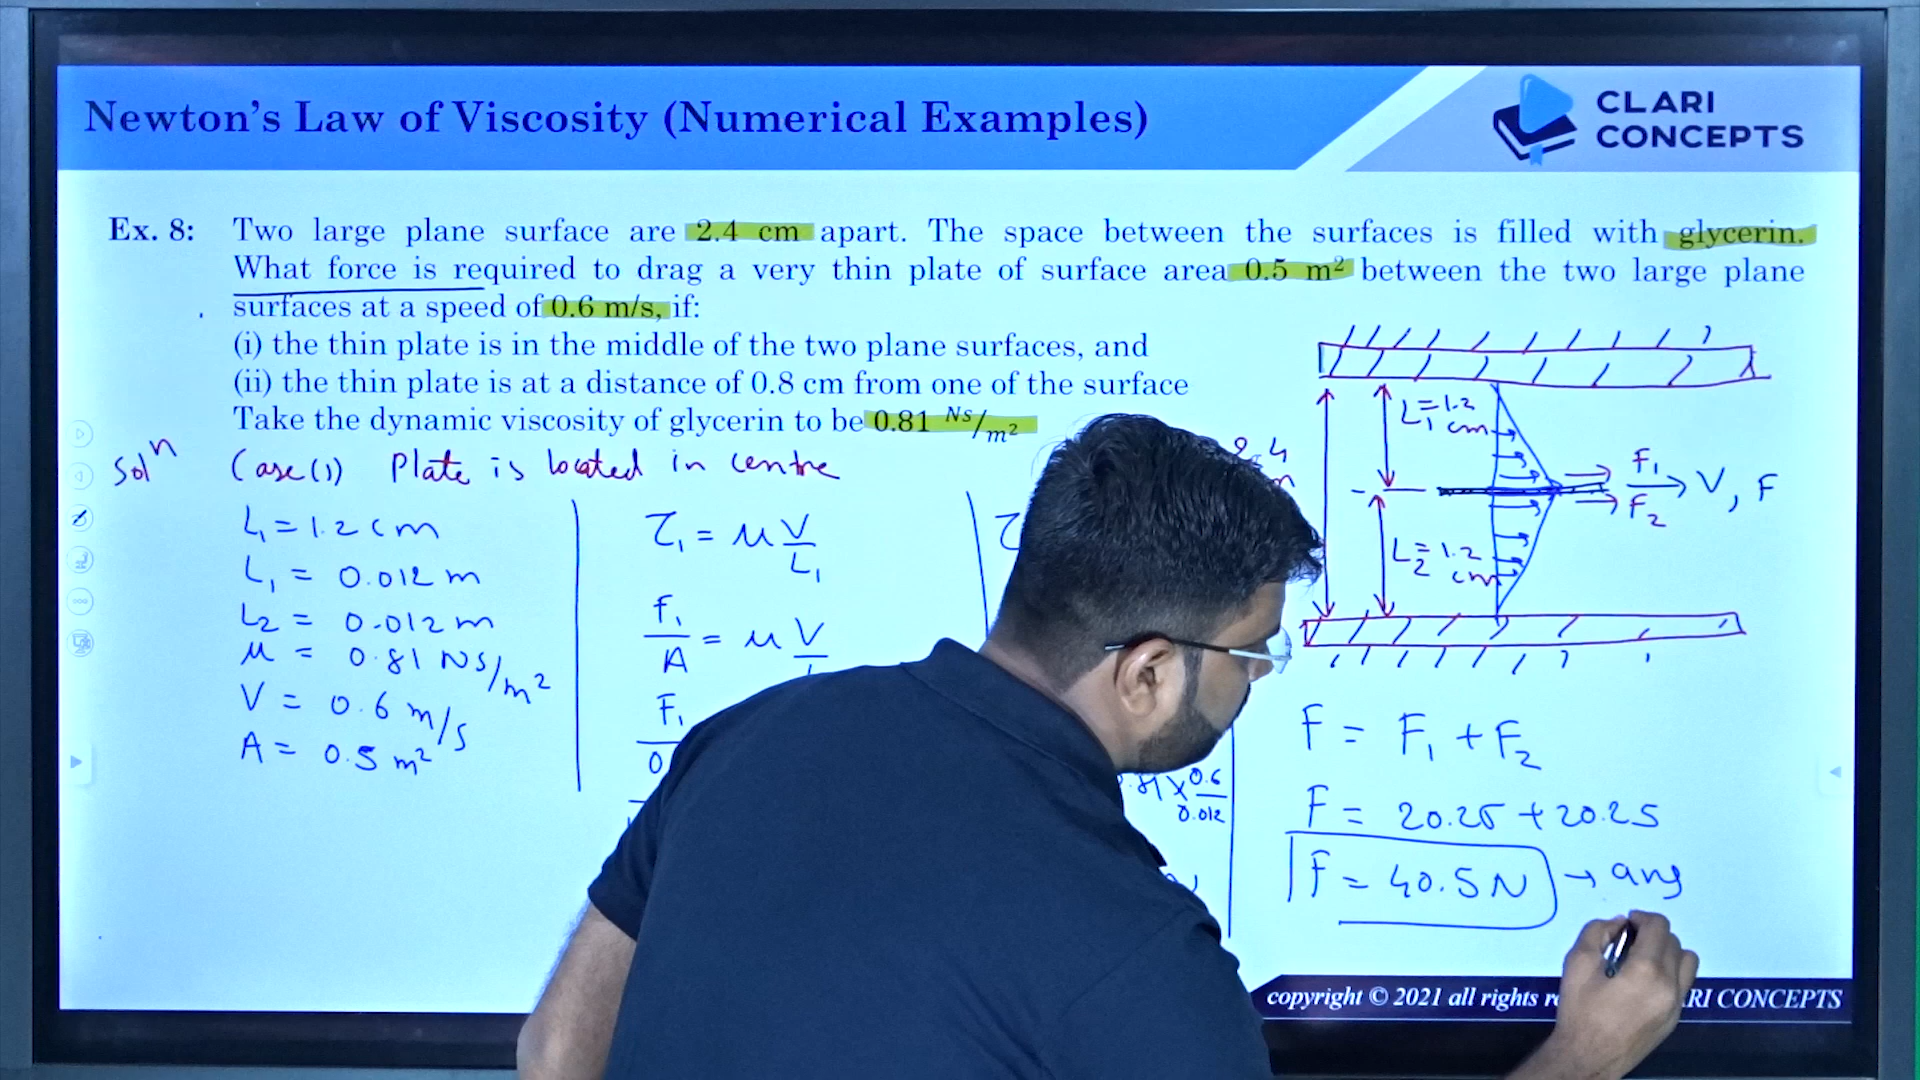 Newton's Law of Viscosity (Numerical Examples)
CLARI
CONCEPTS
Ex. 8: Two large plane surface are 2.4 cm apart. The space between the surfaces is filled with glycerin.
What force is required to drag a very thin plate of surface area 0.5 m² between the two large plane
surfaces at a speed of 0.6 m/s, if:
(i) the thin plate is in the middle of the two plane surfaces, and
(ii) the thin plate is at a distance of 0.8 cm from one of the surface
Take the dynamic viscosity of glycerin to be 0.81 Ns/m²
Solⁿ Case(1) Plate is located in centre
L₁ = 1.2 cm
L₁ = 0.012 m
L₂ = 0.012 m
μ = 0.81 NS/m²
V = 0.6 m/s
A = 0.5 m²
τ₁ = μ V/L₁
F₁/A = μ V/
F₁
0
τ
0.6
0.012
L₁ = 1.2 cm
L₂ = 1.2 cm
F₁
F₂
V, F
F = F₁ + F₂
F = 20.25 + 20.25
F = 40.5 N → ans
copyright © 2021 all rights
CONCEPTS